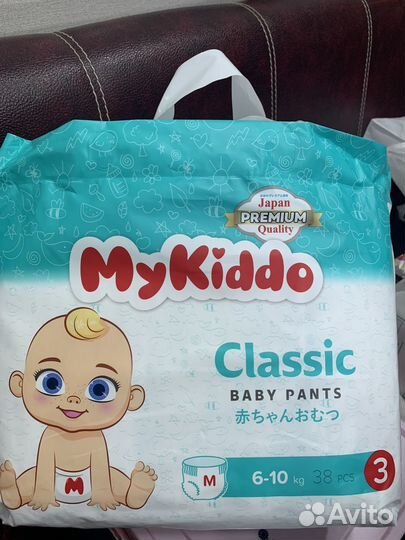 Japan
PREMIUM
Quality
MyKiddo
Classic
BABY PANTS
赤ちゃんおむつ
M
M
6-10 kg 38 PCS
3
Avito